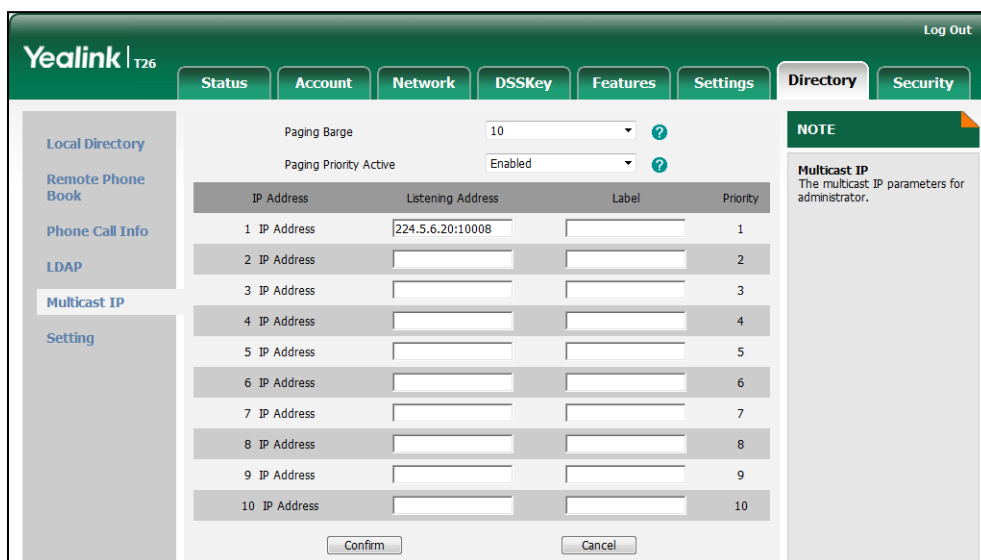 Log Out
Yealink T26
Status Account Network DSSKey Features Settings Directory Security
Local Directory
Remote Phone
Book
Phone Call Info
LDAP
Multicast IP
Setting
Paging Barge 10 ?
Paging Priority Active Enabled ?
IP Address Listening Address Label Priority
1 IP Address 224.5.6.20:10008 1
2 IP Address 2
3 IP Address 3
4 IP Address 4
5 IP Address 5
6 IP Address 6
7 IP Address 7
8 IP Address 8
9 IP Address 9
10 IP Address 10
Confirm Cancel
NOTE
Multicast IP
The multicast IP parameters for
administrator.